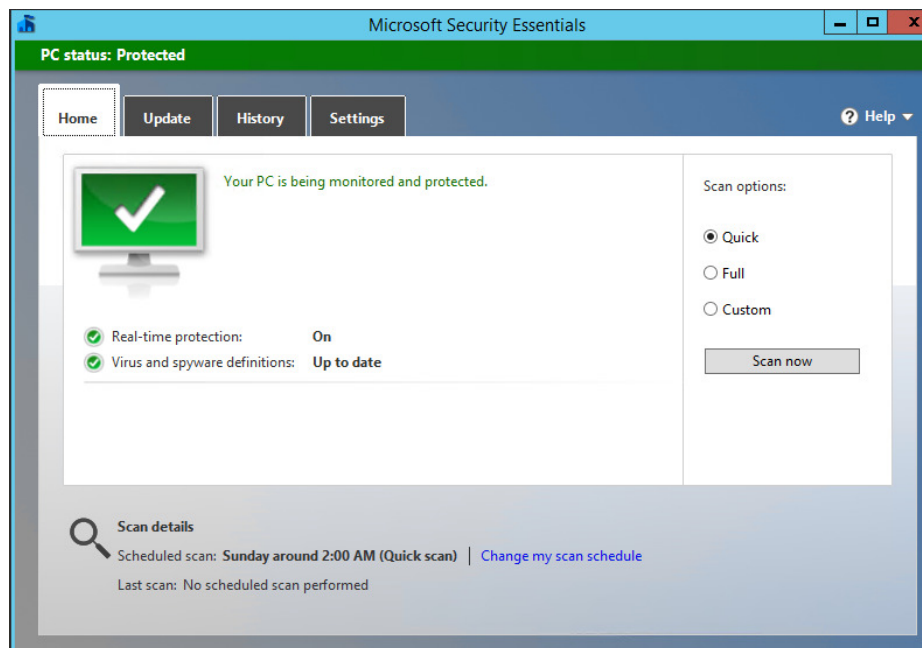 Microsoft Security Essentials
PC status: Protected
Home Update History Settings Help
Your PC is being monitored and protected.
Scan options:
Quick
Full
Custom
Real-time protection: On
Virus and spyware definitions: Up to date
Scan now
Scan details
Scheduled scan: Sunday around 2:00 AM (Quick scan) | Change my scan schedule
Last scan: No scheduled scan performed